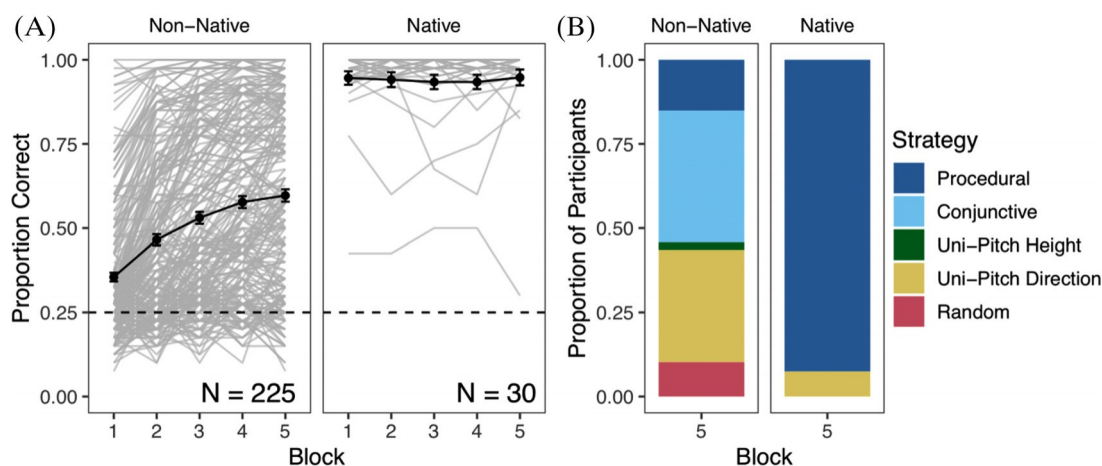 (A)
Non−Native
Native
Proportion Correct
1.00
0.75
0.50
0.25
0.00
N = 225
N = 30
1 2 3 4 5
1 2 3 4 5
Block
(B)
Non−Native
Native
Proportion of Participants
1.00
0.75
0.50
0.25
0.00
5
5
Block
Strategy
Procedural
Conjunctive
Uni−Pitch Height
Uni−Pitch Direction
Random